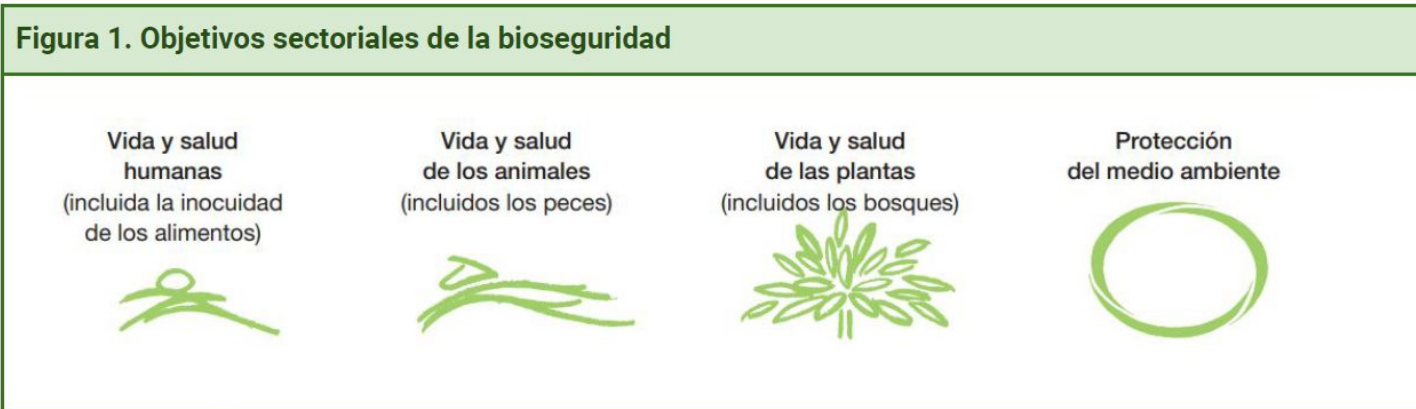 Figura 1. Objetivos sectoriales de la bioseguridad
Vida y salud
humanas
(incluida la inocuidad
de los alimentos)
Vida y salud
de los animales
(incluidos los peces)
Vida y salud
de las plantas
(incluidos los bosques)
Protección
del medio ambiente